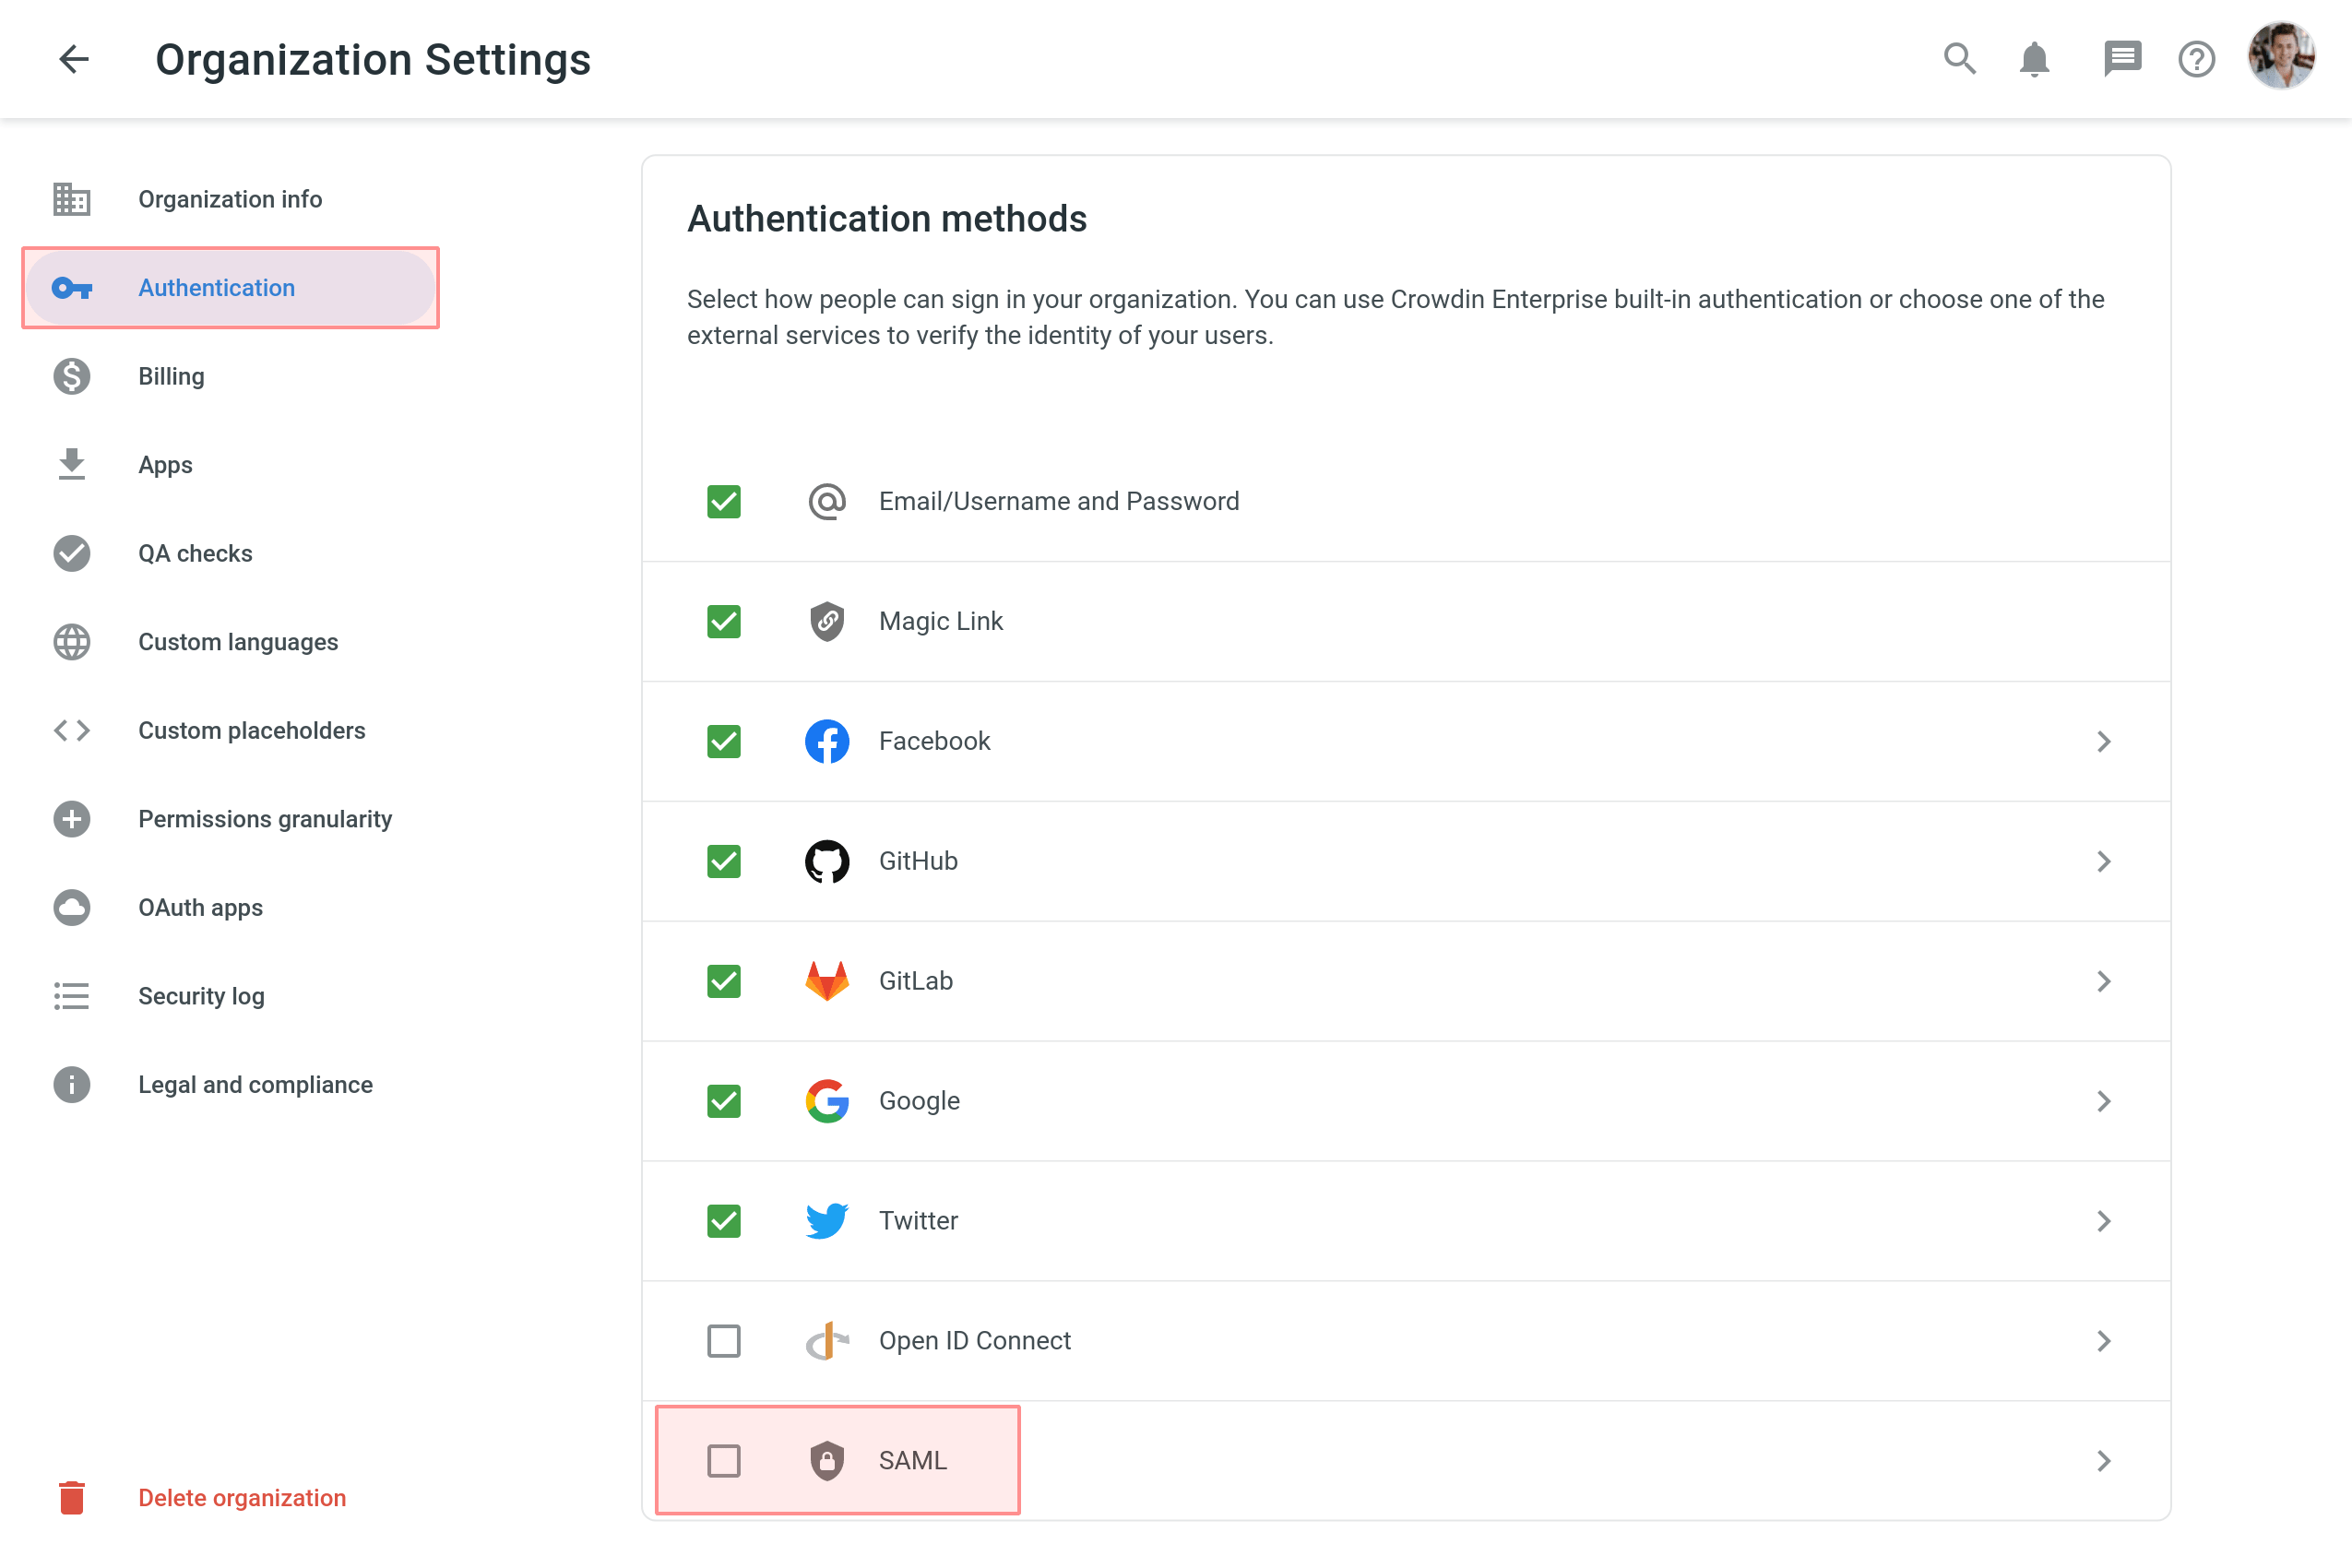 Organization Settings
Organization info
Authentication
Billing
Apps
QA checks
Custom languages
Custom placeholders
Permissions granularity
OAuth apps
Security log
Legal and compliance
Delete organization
Authentication methods
Select how people can sign in your organization. You can use Crowdin Enterprise built-in authentication or choose one of the
external services to verify the identity of your users.
Email/Username and Password
Magic Link
Facebook
GitHub
GitLab
Google
Twitter
Open ID Connect
SAML